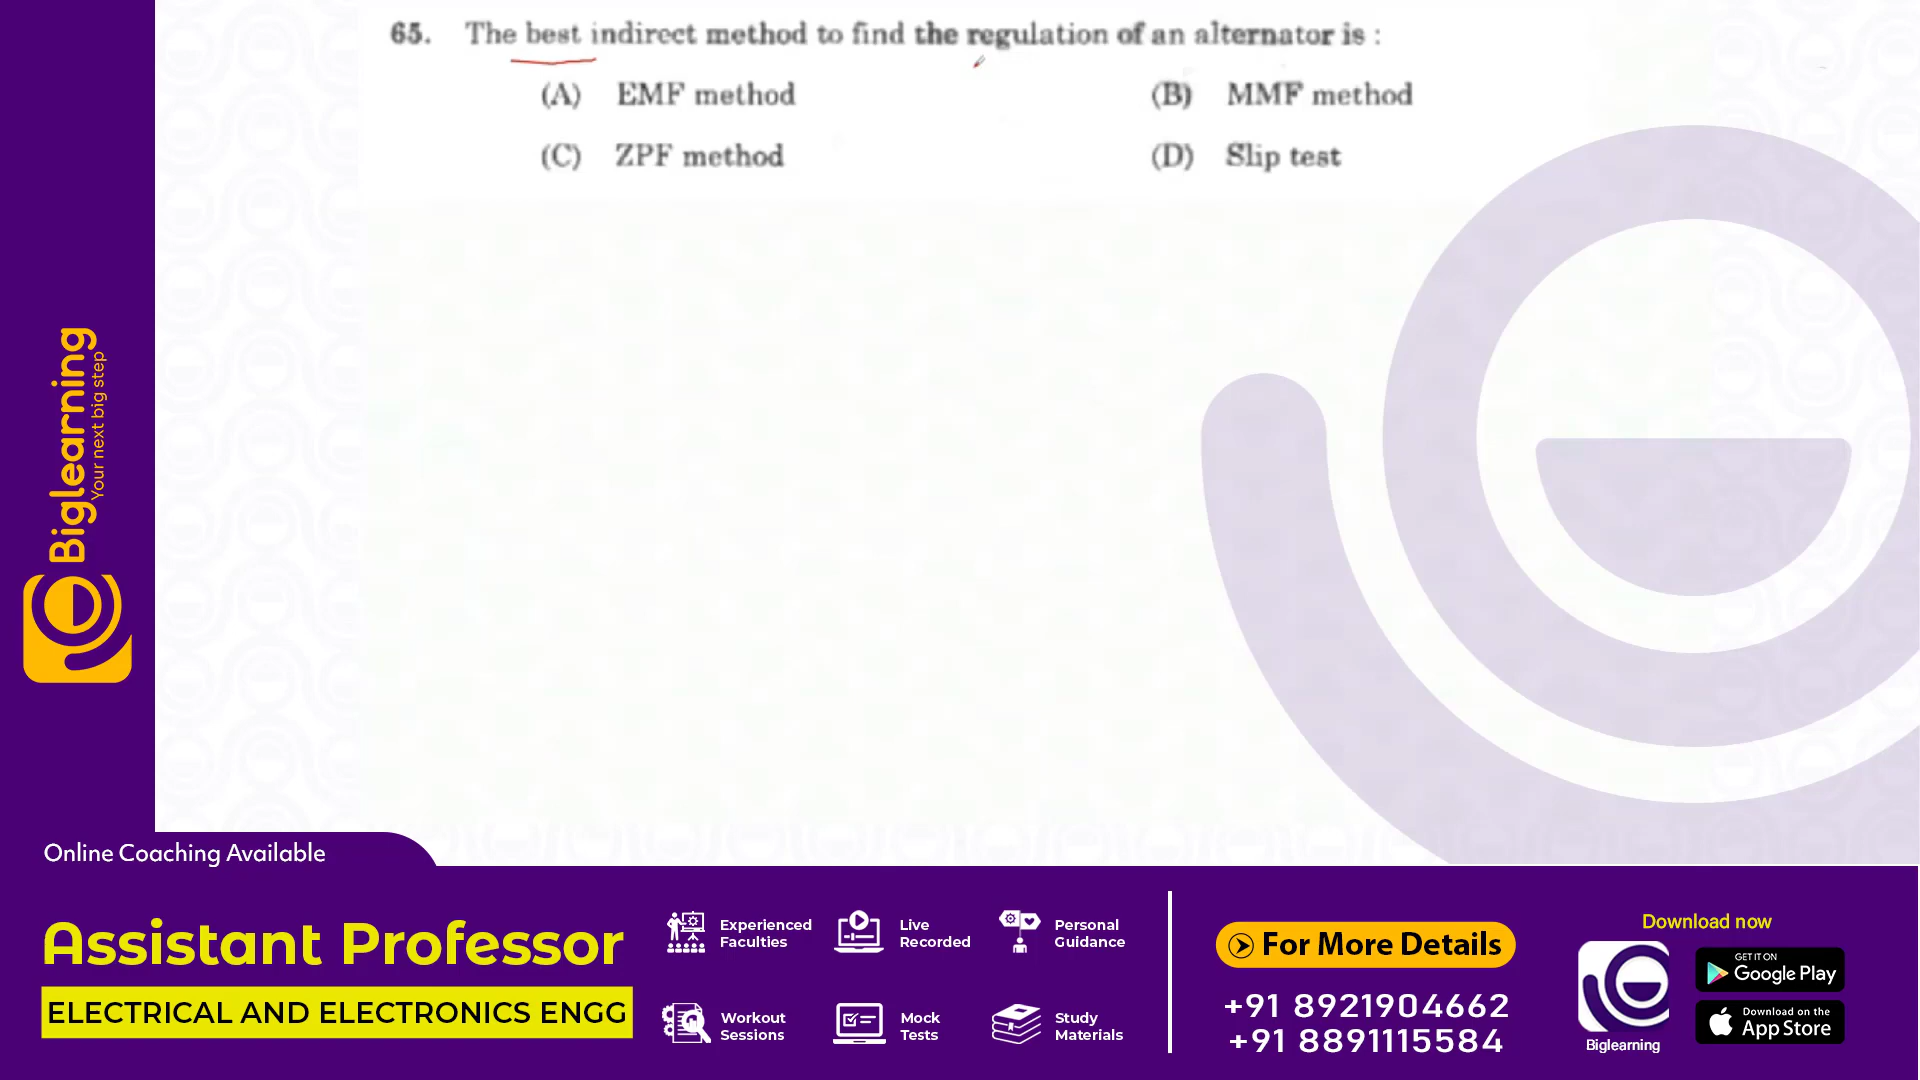 65. The best indirect method to find the regulation of an alternator is :
(A) EMF method
(B) MMF method
(C) ZPF method
(D) Slip test
Biglearning
Your next big step
Online Coaching Available
Assistant Professor
ELECTRICAL AND ELECTRONICS ENGG
Experienced
Faculties
Live
Recorded
Personal
Guidance
Workout
Sessions
Mock
Tests
Study
Materials
For More Details
+91 8921904662
+91 8891115584
Download now
Biglearning
GET IT ON
Google Play
Download on the
App Store